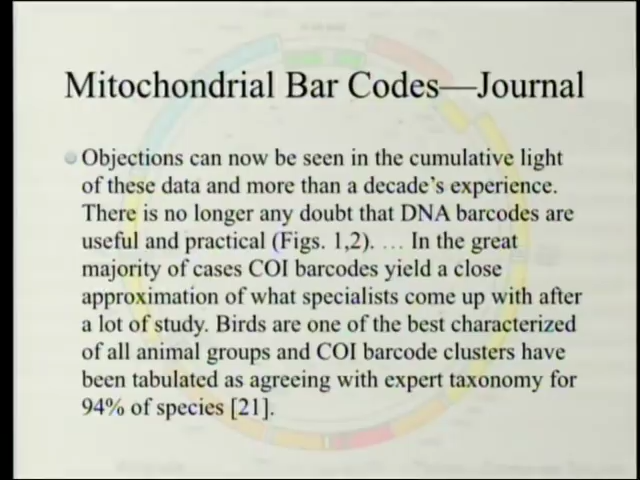 Mitochondrial Bar Codes—Journal
Objections can now be seen in the cumulative light
of these data and more than a decade's experience.
There is no longer any doubt that DNA barcodes are
useful and practical (Figs. 1,2). … In the great
majority of cases COI barcodes yield a close
approximation of what specialists come up with after
a lot of study. Birds are one of the best characterized
of all animal groups and COI barcode clusters have
been tabulated as agreeing with expert taxonomy for
94% of species [21].